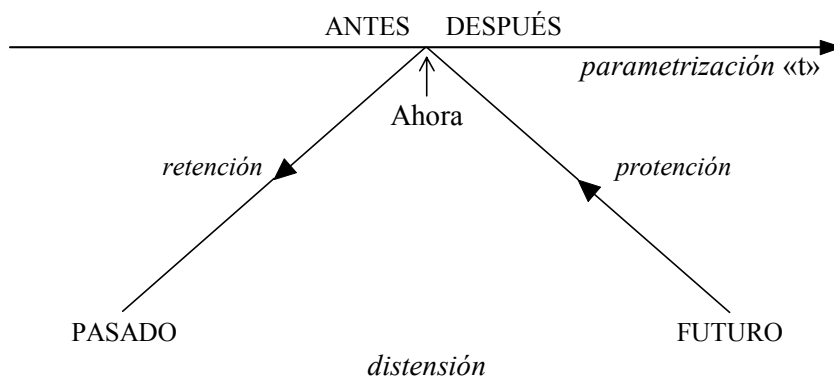 ANTES DESPUÉS
parametrización «t»
Ahora
retención protención
PASADO FUTURO
distensión